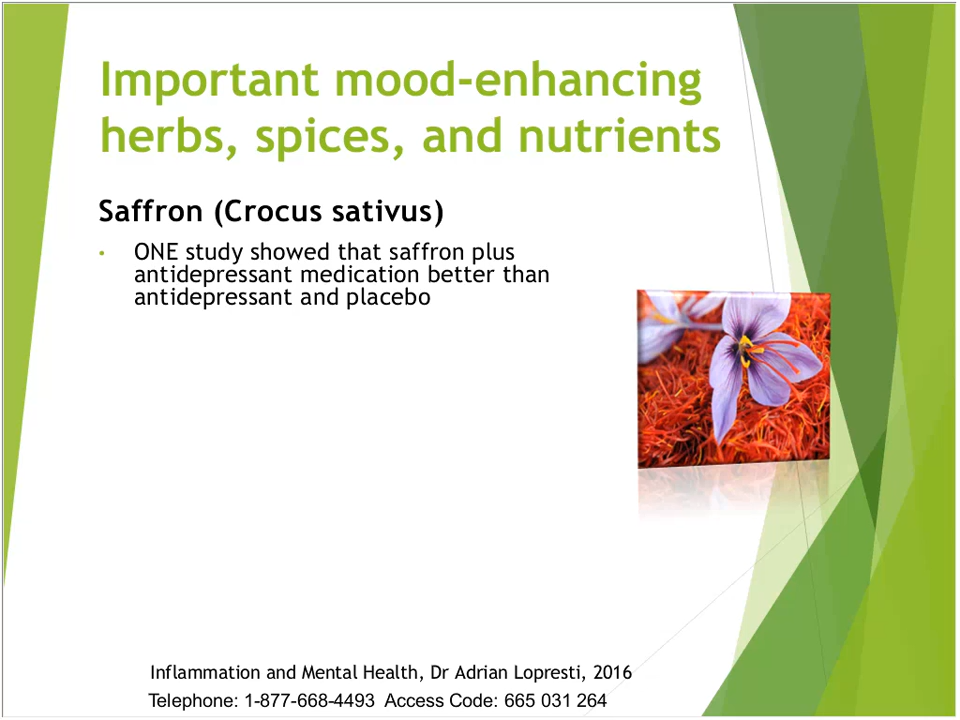 Important mood-enhancing
herbs, spices, and nutrients
Saffron (Crocus sativus)
• ONE study showed that saffron plus
antidepressant medication better than
antidepressant and placebo
Inflammation and Mental Health, Dr Adrian Lopresti, 2016
Telephone: 1-877-668-4493 Access Code: 665 031 264